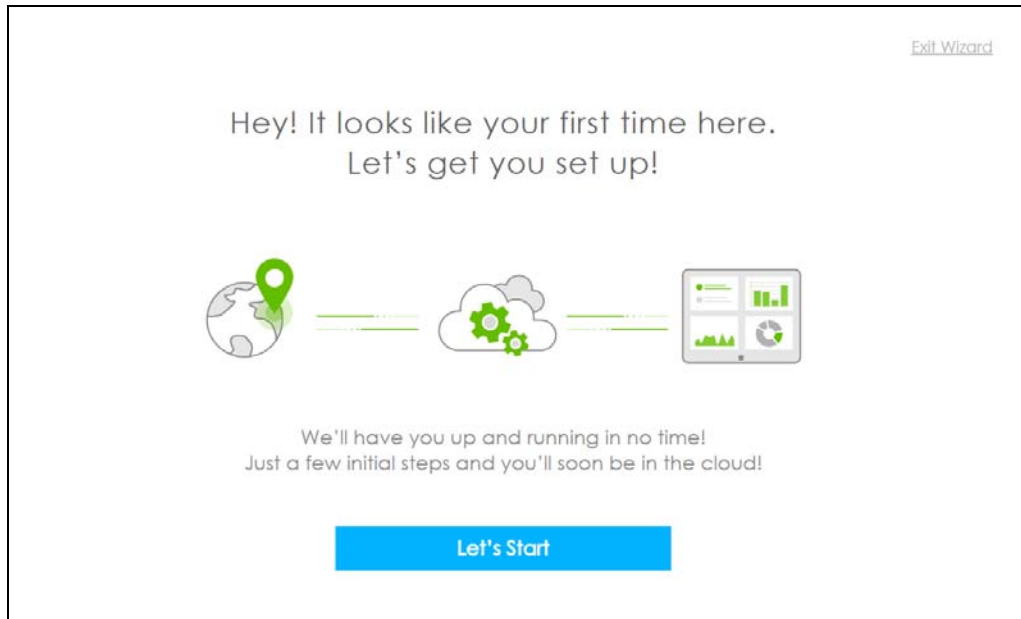 Exit Wizard
Hey! It looks like your first time here.
Let's get you set up!
We'll have you up and running in no time!
Just a few initial steps and you'll soon be in the cloud!
Let's Start